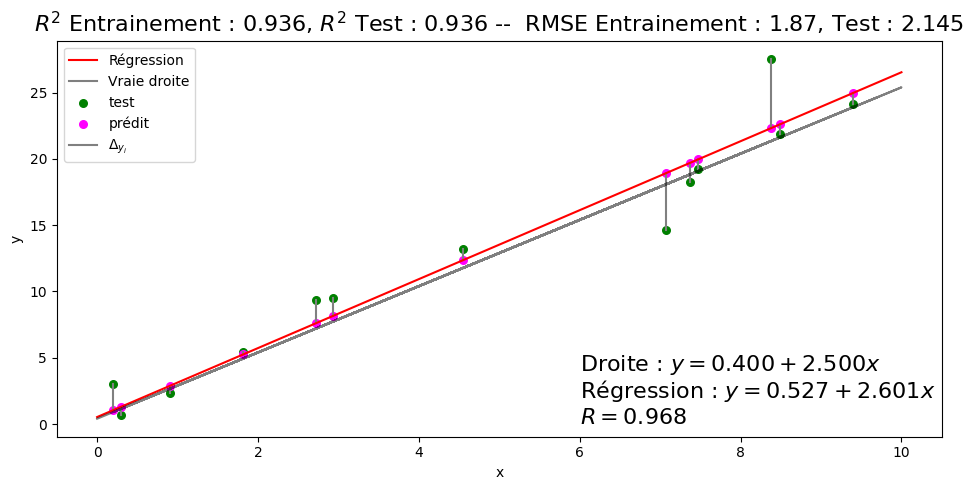 R² Entrainement : 0.936, R² Test : 0.936 -- RMSE Entrainement : 1.87, Test : 2.145
Régression
Vraie droite
test
prédit
Δ_{y_i}
25
20
15
10
5
0
y
Droite : y = 0.400 + 2.500x
Régression : y = 0.527 + 2.601x
R = 0.968
0 2 4 6 8 10
x